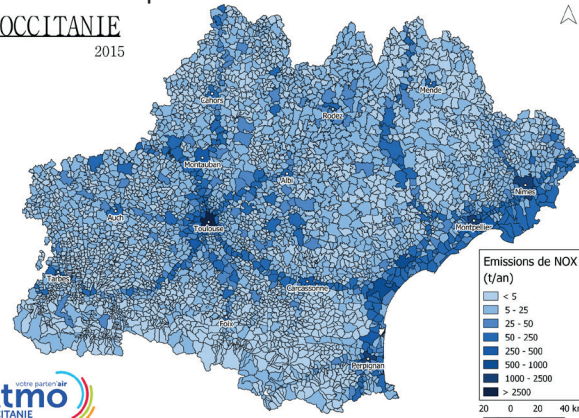 OCCITANIE
2015
Cahors
Mende
Rodez
Montauban
Albi
Nîmes
Auch
Toulouse
Montpellier
Tarbes
Carcassonne
Foix
Perpignan
Emissions de NOX
(t/an)
< 5
5 - 25
25 - 50
50 - 250
250 - 500
500 - 1000
1000 - 2500
> 2500
20 0 20 40 km
votre parten'air
tmo
CITANIE